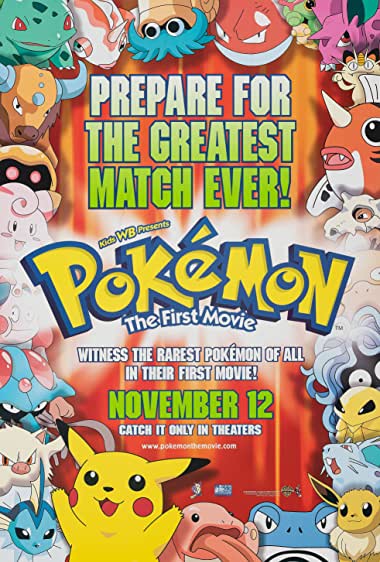 PREPARE FOR
THE GREATEST
MATCH EVER!
Kids WB Presents
POKéMON
The First Movie
TM
WITNESS THE RAREST POKéMON OF ALL
IN THEIR FIRST MOVIE!
NOVEMBER 12
CATCH IT ONLY IN THEATERS
www.pokemonthemovie.com